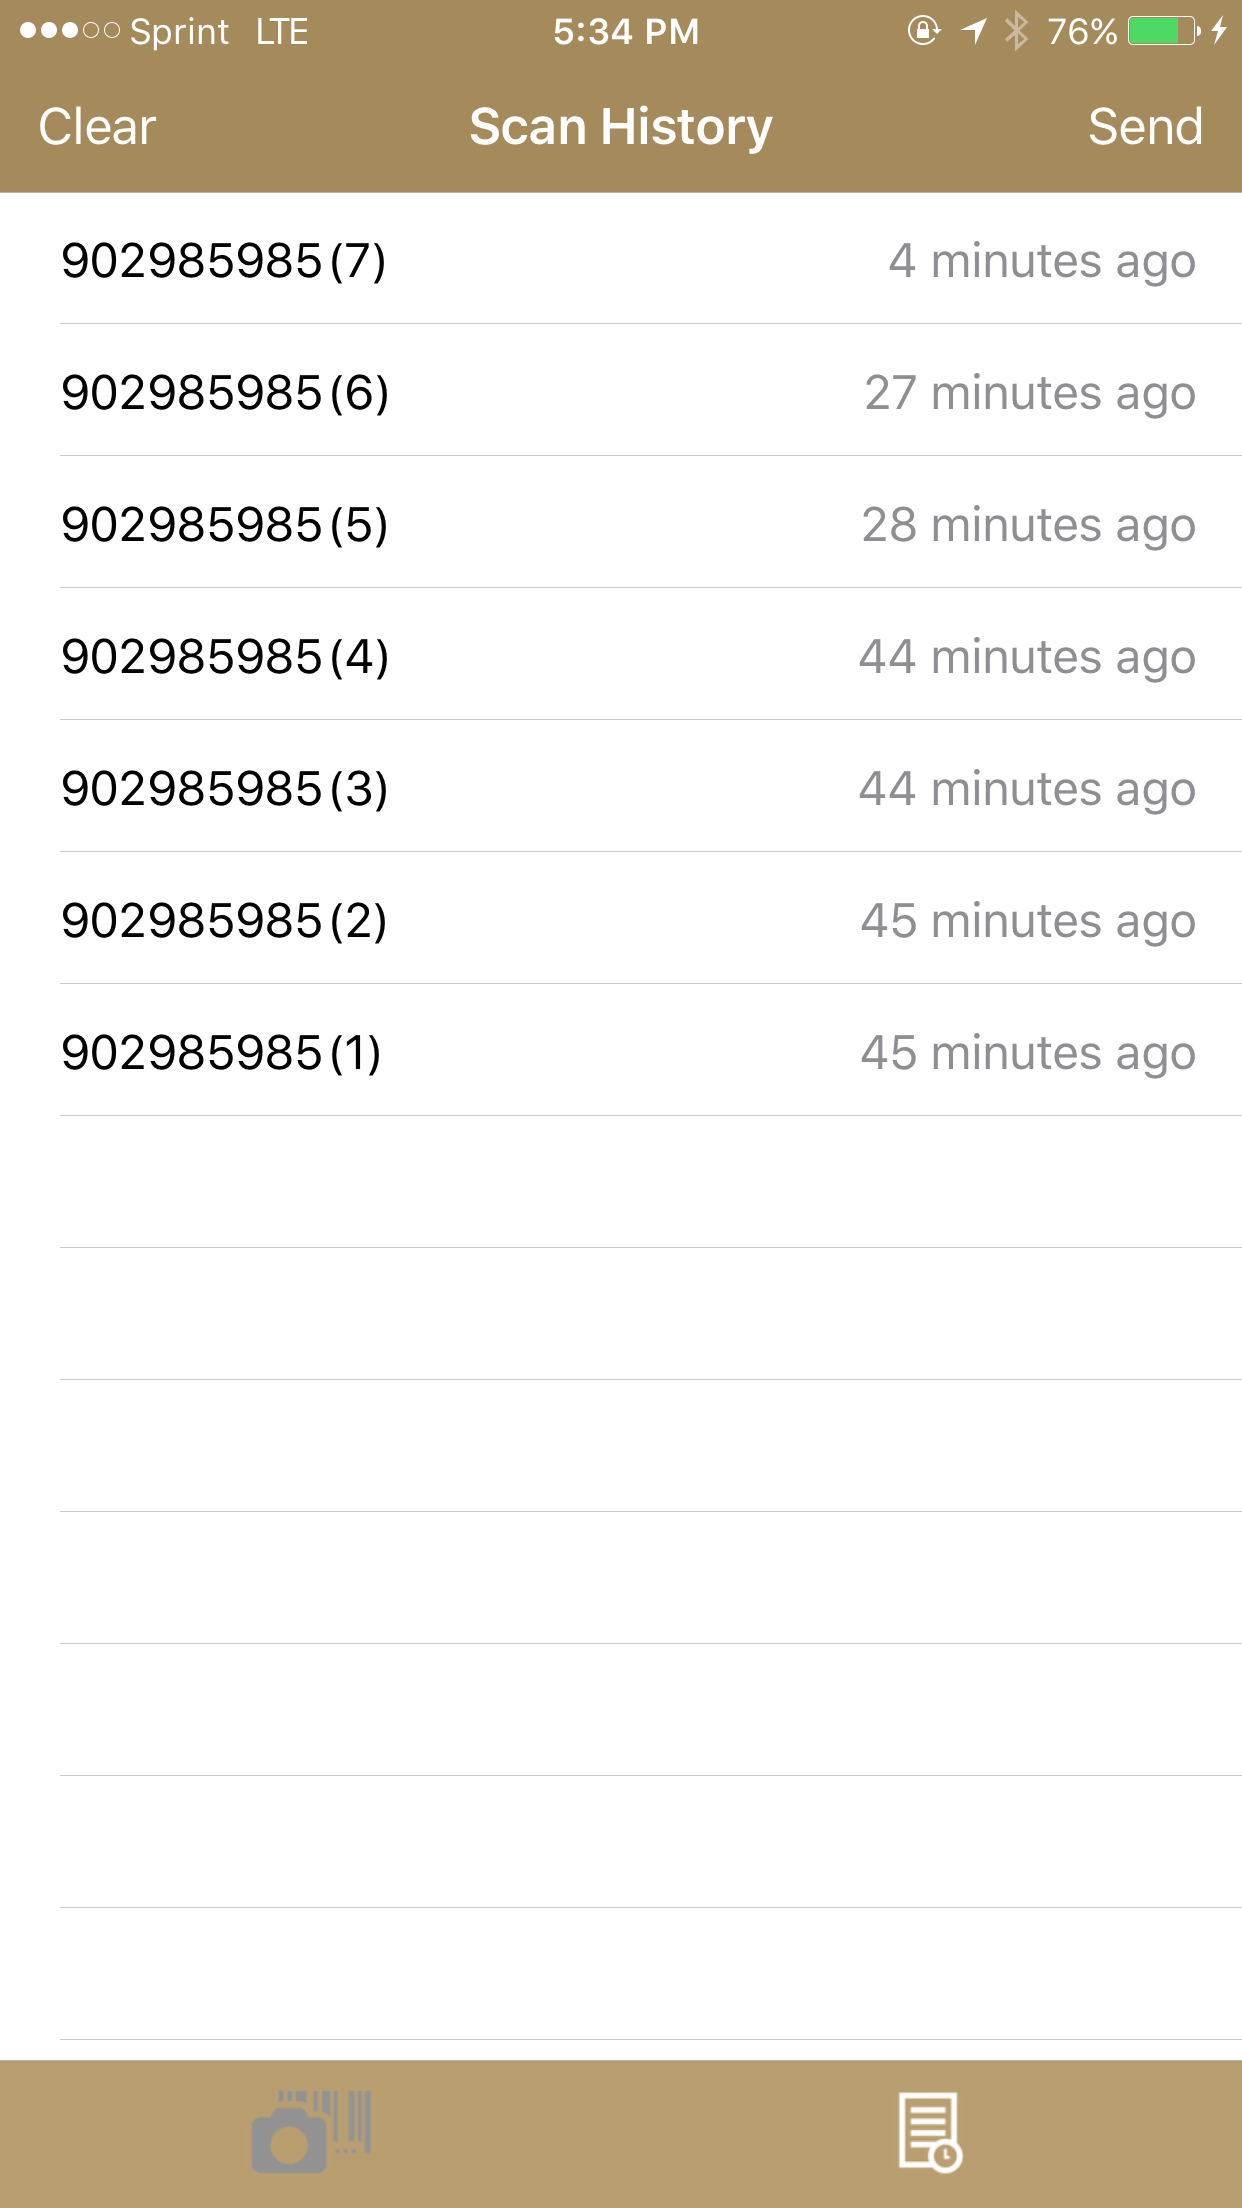 Sprint LTE 5:34 PM 76%
Clear Scan History Send
902985985(7) 4 minutes ago
902985985(6) 27 minutes ago
902985985(5) 28 minutes ago
902985985(4) 44 minutes ago
902985985(3) 44 minutes ago
902985985(2) 45 minutes ago
902985985(1) 45 minutes ago